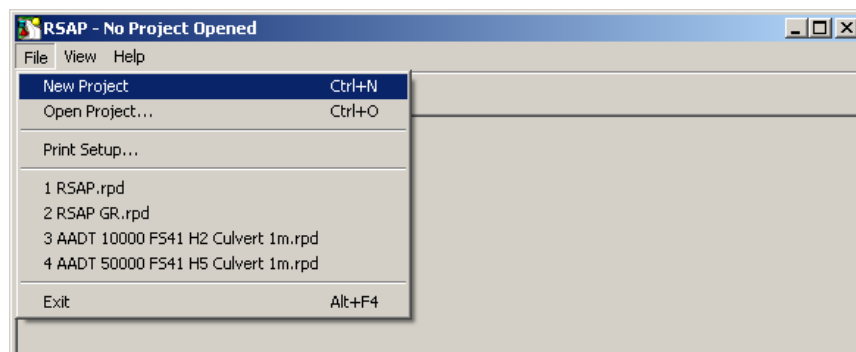 RSAP - No Project Opened
File View Help
New Project Ctrl+N
Open Project... Ctrl+O
Print Setup...
1 RSAP.rpd
2 RSAP GR.rpd
3 AADT 10000 FS41 H2 Culvert 1m.rpd
4 AADT 50000 FS41 H5 Culvert 1m.rpd
Exit Alt+F4